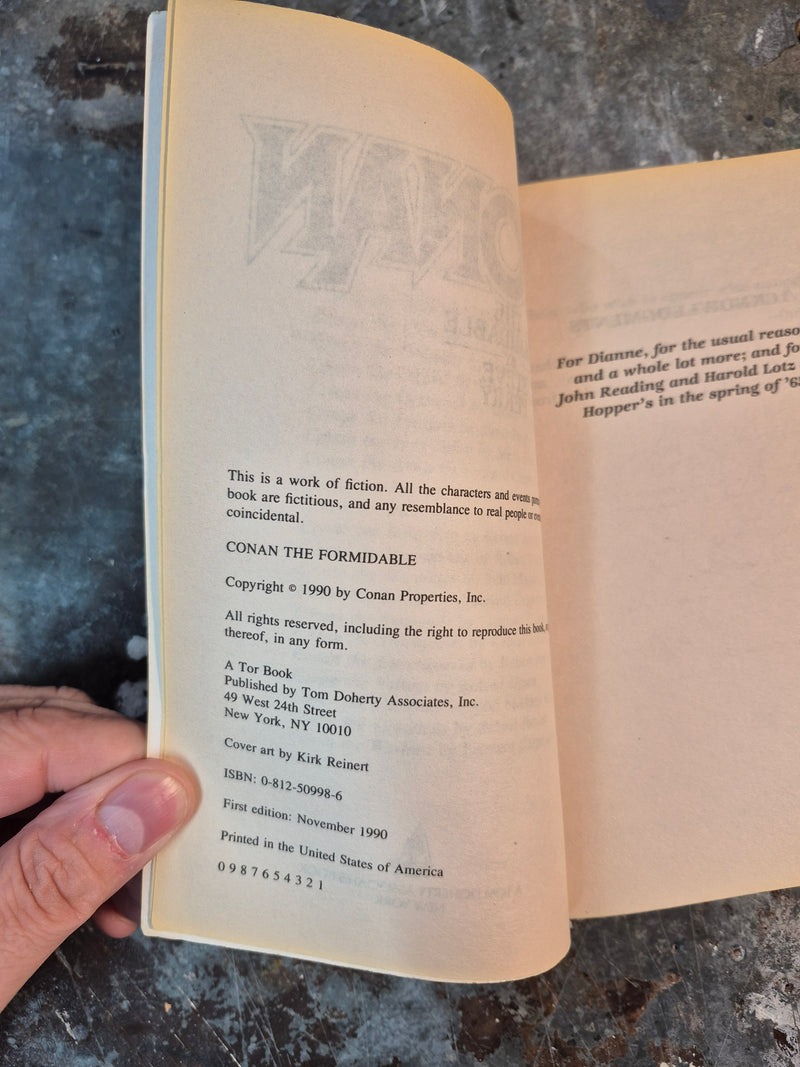 This is a work of fiction. All the characters and events
book are fictitious, and any resemblance to real people or
coincidental.
CONAN THE FORMIDABLE
Copyright © 1990 by Conan Properties, Inc.
All rights reserved, including the right to reproduce this book,
thereof, in any form.
A Tor Book
Published by Tom Doherty Associates, Inc.
49 West 24th Street
New York, NY 10010
Cover art by Kirk Reinert
ISBN: 0-812-50998-6
First edition: November 1990
Printed in the United States of America
0 9 8 7 6 5 4 3 2 1
For Dianne, for the usual
and a whole lot more; and
John Reading and Harold Lotz
Hopper's in the spring of
ACKNOWLEDGMENTS
ONAN